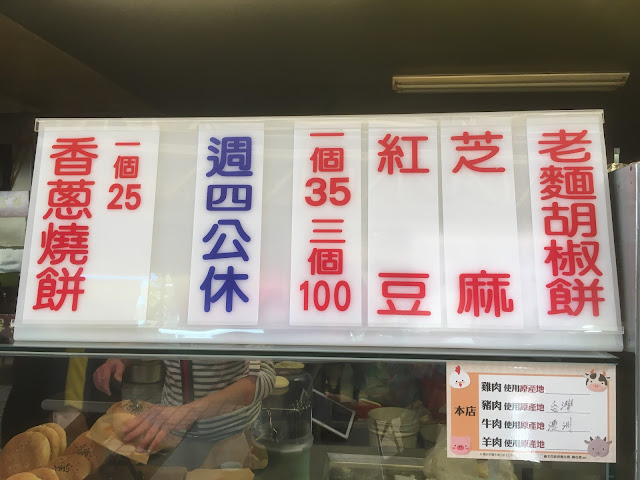 老麵胡椒餅
芝麻
紅豆
一個35三個100
週四公休
一個25
香蔥燒餅
本店
雞肉 使用原產地
豬肉 使用原產地 台灣
牛肉 使用原產地 澳洲
羊肉 使用原產地